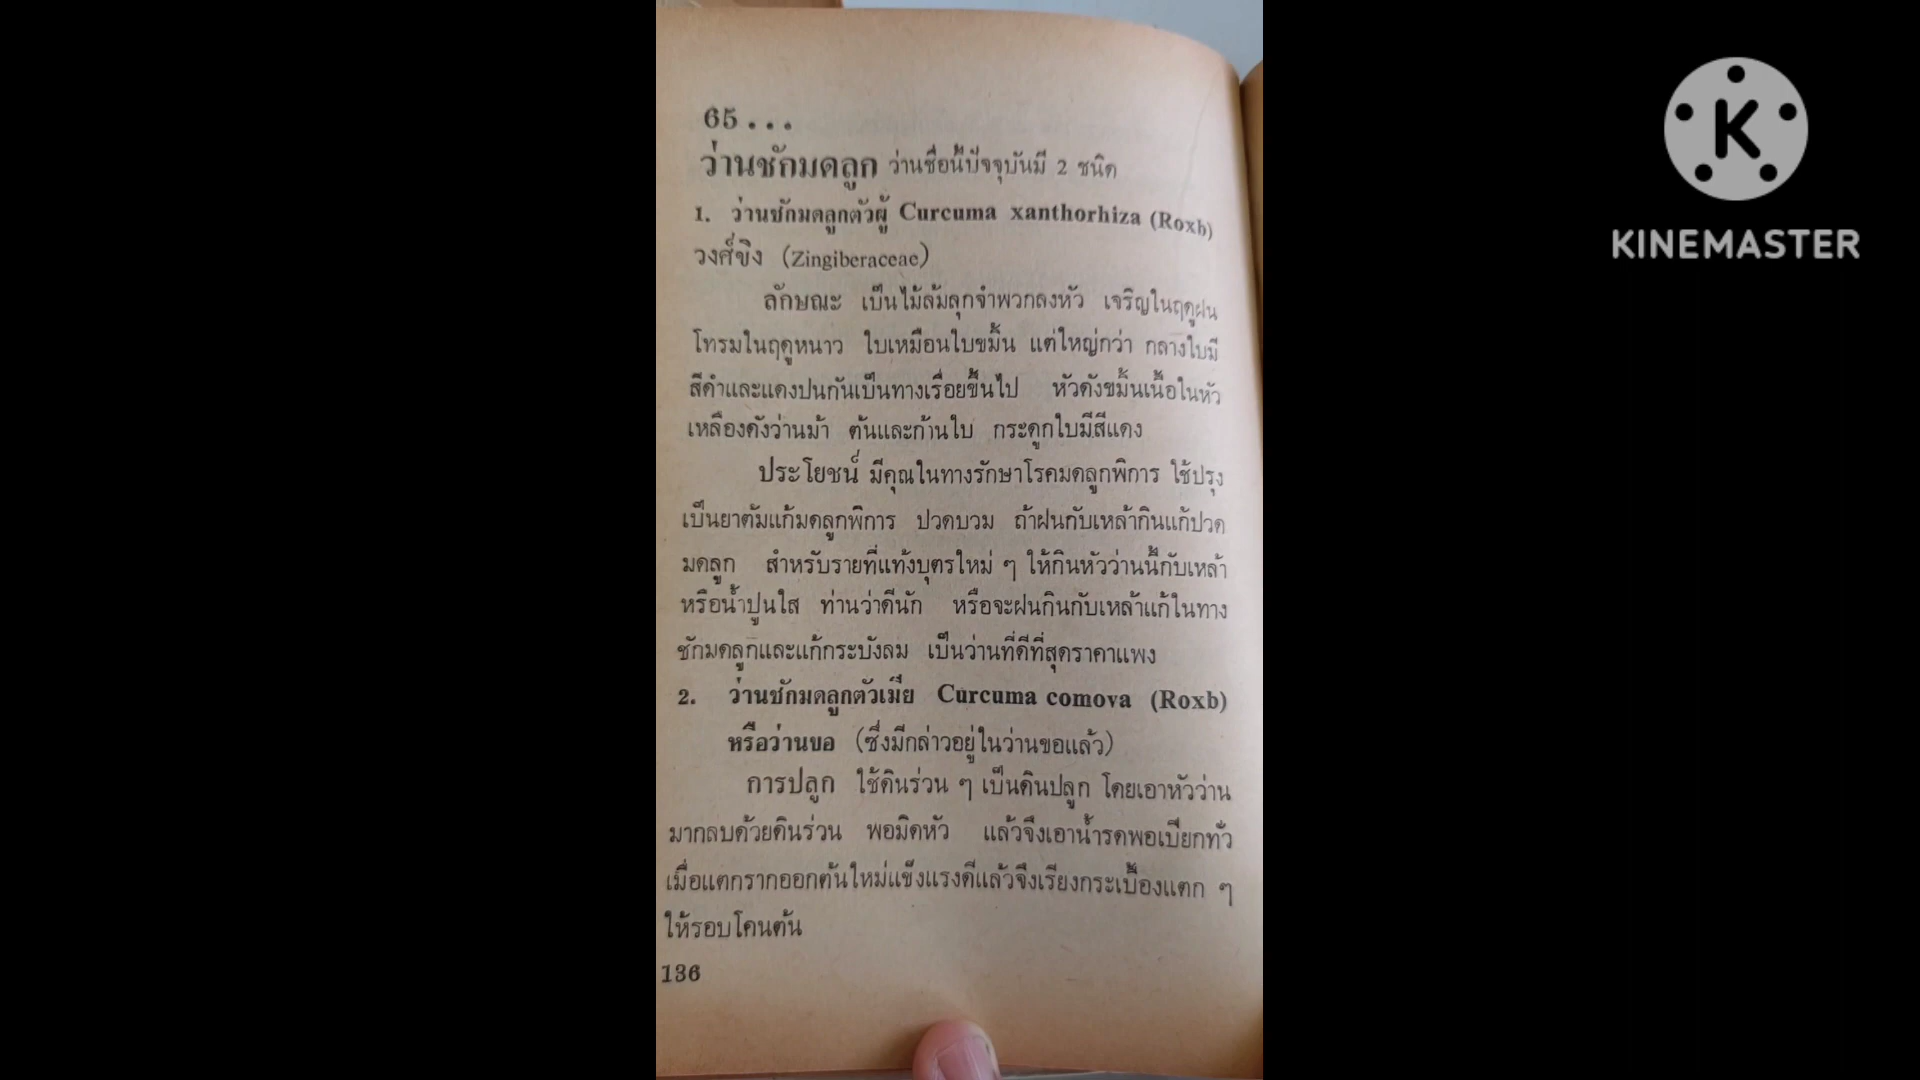 65...
ว่านชักมดลูก ว่านชื่อนี้ปัจจุบันมี 2 ชนิด
1. ว่านชักมดลูกตัวผู้ Curcuma xanthorhiza (Roxb)
วงศ์ขิง (Zingiberaceae)
ลักษณะ เป็นไม้ล้มลุกจำพวกลงหัว เจริญในฤดูฝน
โทรมในฤดูหนาว ใบเหมือนใบขมิ้น แต่ใหญ่กว่า กลางใบมี
สีดำและแดงปนกันเป็นทางเรื่อยขึ้นไป หัวดังขมิ้นเนื้อในหัว
เหลืองดังว่านม้า ต้นและก้านใบ กระดูกใบมีสีแดง
ประโยชน์ มีคุณในทางรักษาโรคมดลูกพิการ ใช้ปรุง
เป็นยาต้มแก้มดลูกพิการ ปวดบวม ถ้าฝนกับเหล้ากินแก้ปวด
มดลูก สำหรับรายที่แท้งบุตรใหม่ ๆ ให้กินหัวว่านนี้กับเหล้า
หรือน้ำปูนใส ท่านว่าดีนัก หรือจะฝนกินกับเหล้าแก้ในทาง
ชักมดลูกและแก้กระบังลม เป็นว่านที่ดีที่สุดราคาแพง
2. ว่านชักมดลูกตัวเมีย Curcuma comova (Roxb)
หรือว่านขอ (ซึ่งมีกล่าวอยู่ในว่านขอแล้ว)
การปลูก ใช้ดินร่วน ๆ เป็นดินปลูก โดยเอาหัวว่าน
มากลบด้วยดินร่วน พอมิดหัว แล้วจึงเอาน้ำรดพอเปียกทั่ว
เมื่อแตกรากออกต้นใหม่แข็งแรงดีแล้วจึงเรียงกระเบื้องแตก ๆ
ให้รอบโคนต้น
136
K
KINEMASTER